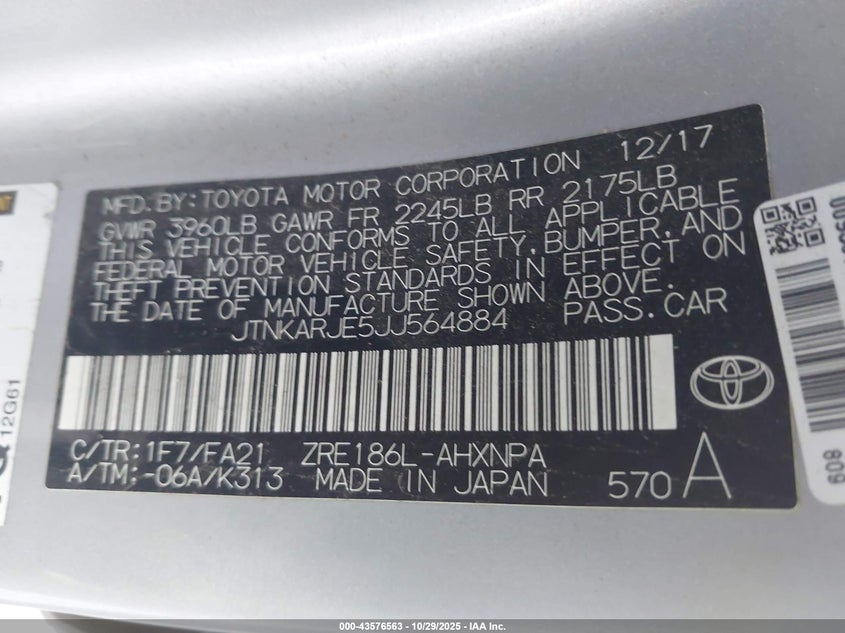 MFD.BY:TOYOTA MOTOR CORPORATION 12/17
GVWR 3960LB GAWR FR 2245LB RR 2175LB
THIS VEHICLE CONFORMS TO ALL APPLICABLE
FEDERAL MOTOR VEHICLE SAFETY, BUMPER, AND
THEFT PREVENTION STANDARDS IN EFFECT ON
THE DATE OF MANUFACTURE SHOWN ABOVE.
JTNKARJE5JJ564884 PASS.CAR
C/TR:1F7/FA21 ZRE186L-AHXNPA
A/TM:-06A/K313 MADE IN JAPAN 570 A
12G61
809
000-43576563 | 10/29/2025 | IAA Inc.